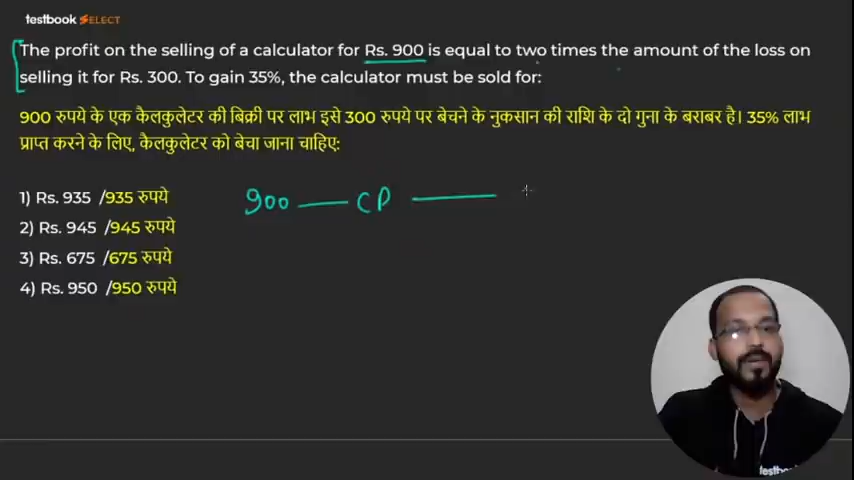 testbook SELECT
The profit on the selling of a calculator for Rs. 900 is equal to two times the amount of the loss on
selling it for Rs. 300. To gain 35%, the calculator must be sold for:
900 रुपये के एक कैलकुलेटर की बिक्री पर लाभ इसे 300 रुपये पर बेचने के नुकसान की राशि के दो गुना के बराबर है। 35% लाभ
प्राप्त करने के लिए, कैलकुलेटर को बेचा जाना चाहिए:
1) Rs. 935 /935 रुपये
900 — CP —
2) Rs. 945 /945 रुपये
3) Rs. 675 /675 रुपये
4) Rs. 950 /950 रुपये